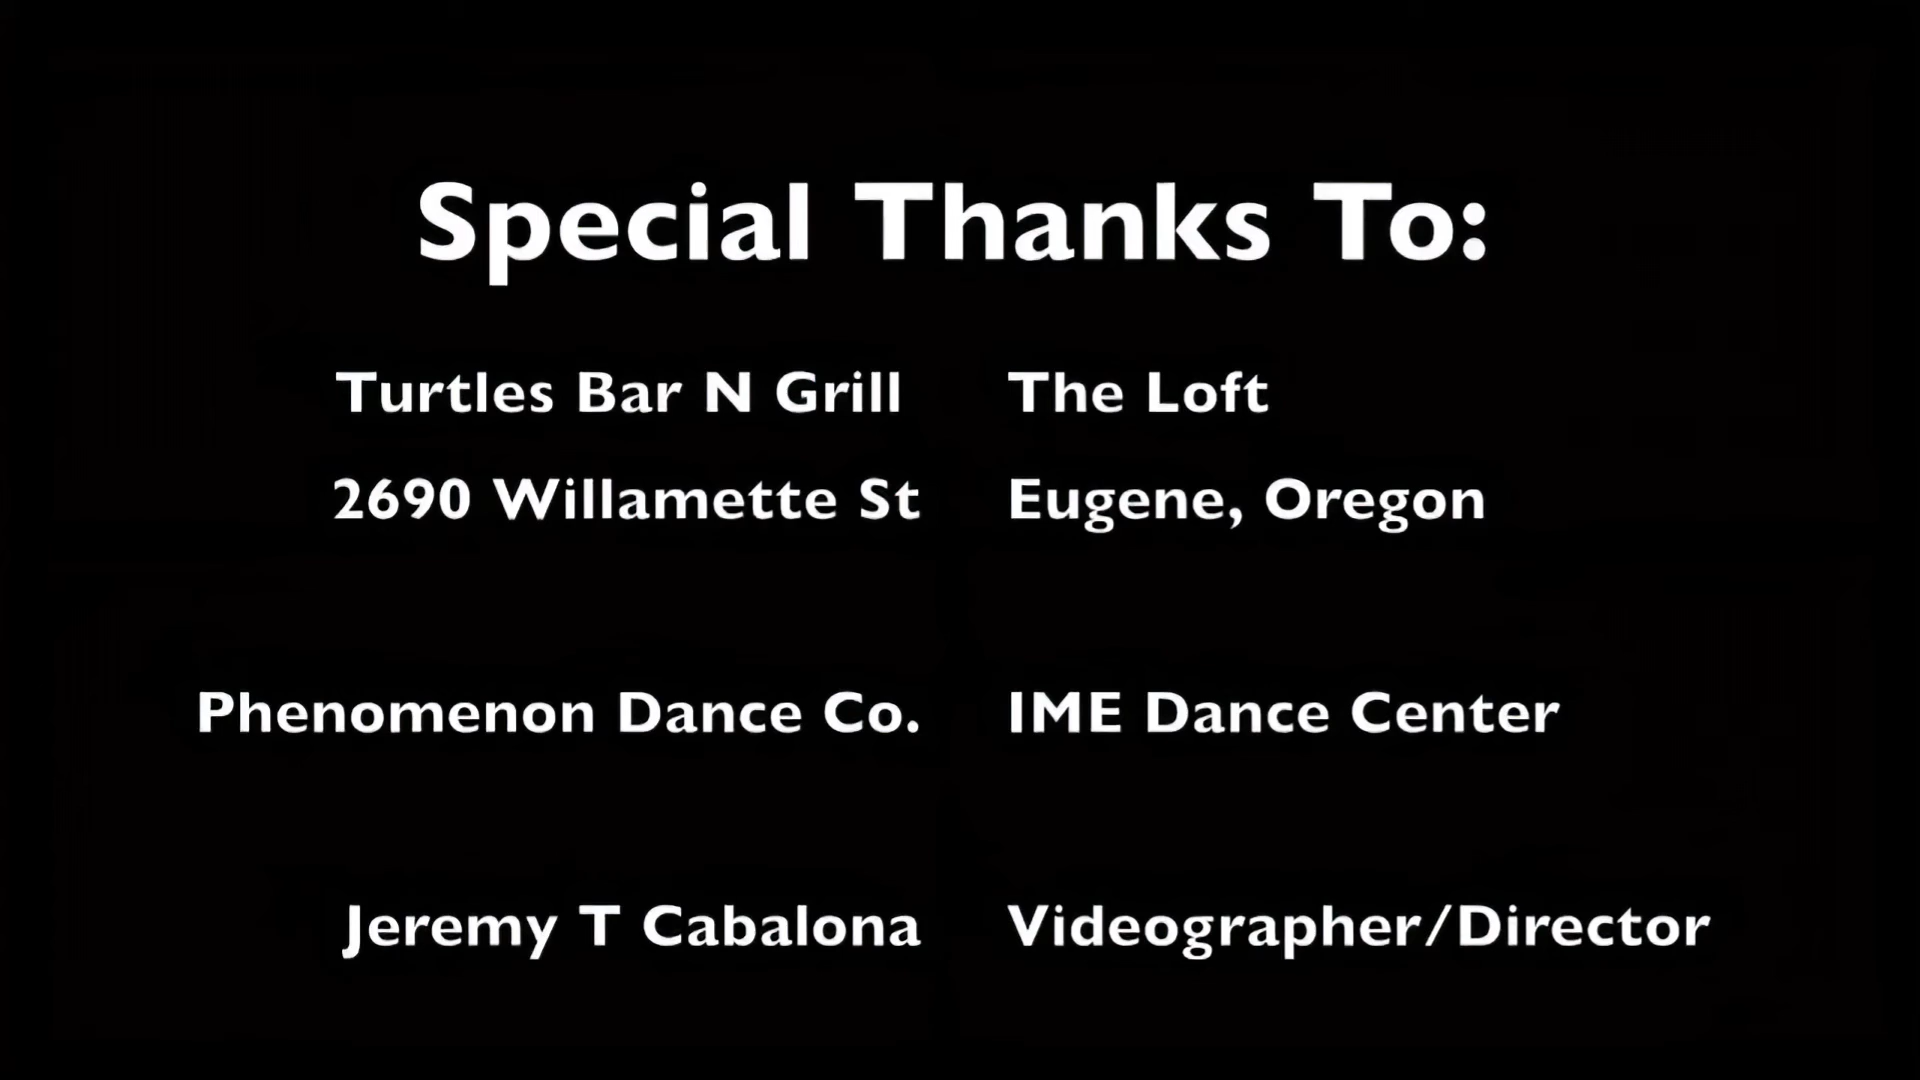 Special Thanks To:
Turtles Bar N Grill The Loft
2690 Willamette St Eugene, Oregon
Phenomenon Dance Co. IME Dance Center
Jeremy T Cabalona Videographer/Director